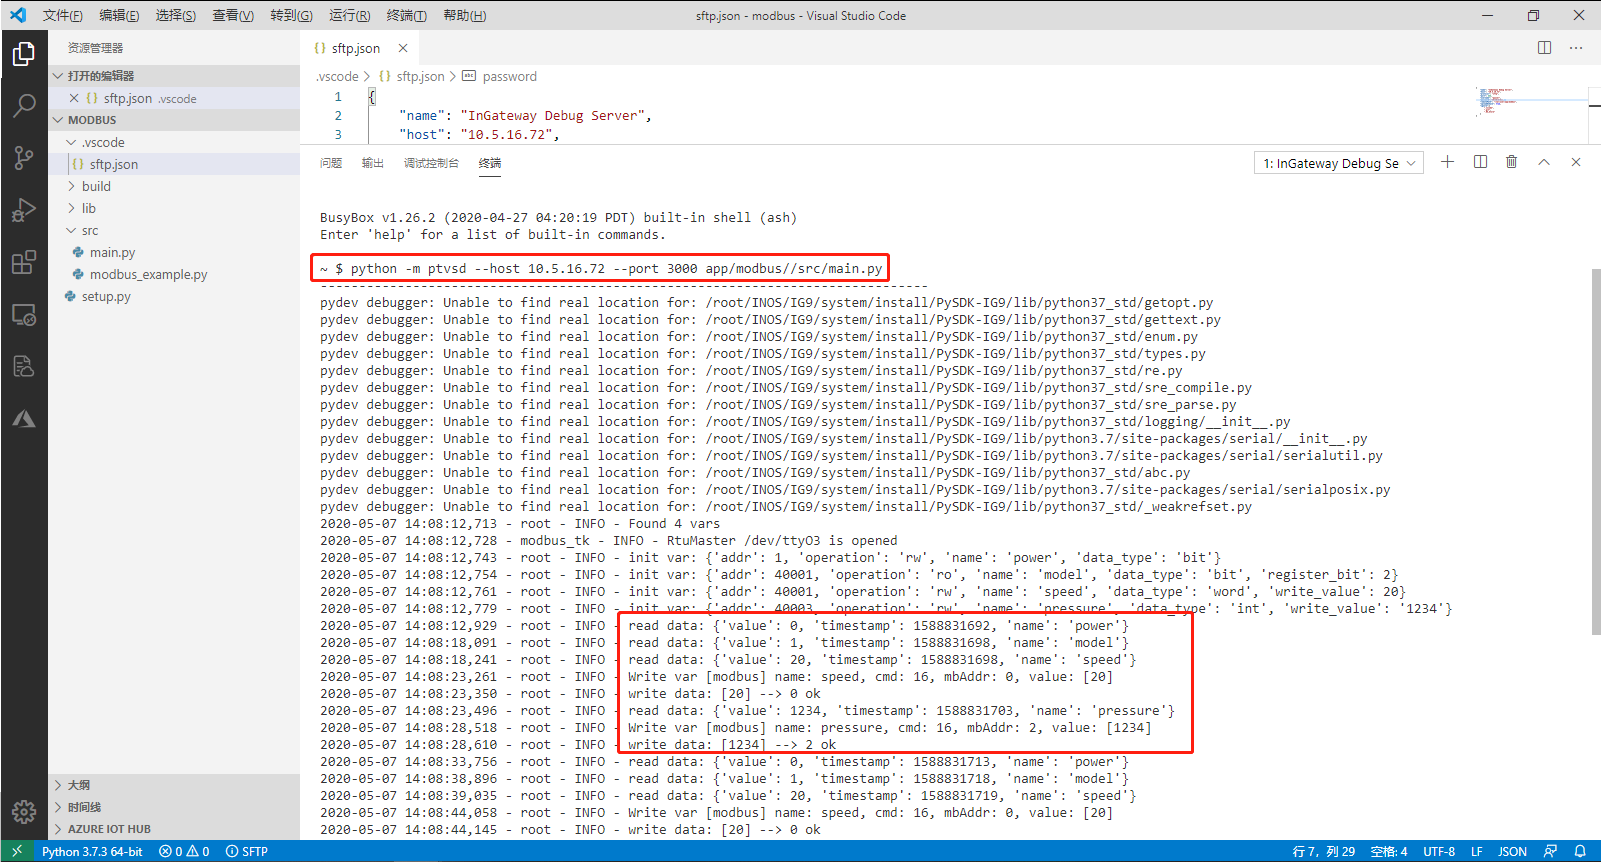 文件(F) 编辑(E) 选择(S) 查看(V) 转到(G) 运行(R) 终端(T) 帮助(H) sftp.json - modbus - Visual Studio Code
资源管理器
打开的编辑器
{} sftp.json .vscode
MODBUS
.vscode
{} sftp.json
build
lib
src
main.py
modbus_example.py
setup.py
大纲
时间线
AZURE IOT HUB
{} sftp.json
.vscode > {} sftp.json > abc password
1 {
2 "name": "InGateway Debug Server",
3 "host": "10.5.16.72",
问题 输出 调试控制台 终端 1: InGateway Debug Se
BusyBox v1.26.2 (2020-04-27 04:20:19 PDT) built-in shell (ash)
Enter 'help' for a list of built-in commands.
~ $ python -m ptvsd --host 10.5.16.72 --port 3000 app/modbus//src/main.py
-------------------------------------------------------------------------------
pydev debugger: Unable to find real location for: /root/INOS/IG9/system/install/PySDK-IG9/lib/python37_std/getopt.py
pydev debugger: Unable to find real location for: /root/INOS/IG9/system/install/PySDK-IG9/lib/python37_std/gettext.py
pydev debugger: Unable to find real location for: /root/INOS/IG9/system/install/PySDK-IG9/lib/python37_std/enum.py
pydev debugger: Unable to find real location for: /root/INOS/IG9/system/install/PySDK-IG9/lib/python37_std/types.py
pydev debugger: Unable to find real location for: /root/INOS/IG9/system/install/PySDK-IG9/lib/python37_std/re.py
pydev debugger: Unable to find real location for: /root/INOS/IG9/system/install/PySDK-IG9/lib/python37_std/sre_compile.py
pydev debugger: Unable to find real location for: /root/INOS/IG9/system/install/PySDK-IG9/lib/python37_std/sre_parse.py
pydev debugger: Unable to find real location for: /root/INOS/IG9/system/install/PySDK-IG9/lib/python37_std/logging/__init__.py
pydev debugger: Unable to find real location for: /root/INOS/IG9/system/install/PySDK-IG9/lib/python3.7/site-packages/serial/__init__.py
pydev debugger: Unable to find real location for: /root/INOS/IG9/system/install/PySDK-IG9/lib/python3.7/site-packages/serial/serialutil.py
pydev debugger: Unable to find real location for: /root/INOS/IG9/system/install/PySDK-IG9/lib/python37_std/abc.py
pydev debugger: Unable to find real location for: /root/INOS/IG9/system/install/PySDK-IG9/lib/python3.7/site-packages/serial/serialposix.py
pydev debugger: Unable to find real location for: /root/INOS/IG9/system/install/PySDK-IG9/lib/python37_std/_weakrefset.py
2020-05-07 14:08:12,713 - root - INFO - Found 4 vars
2020-05-07 14:08:12,728 - modbus_tk - INFO - RtuMaster /dev/ttyO3 is opened
2020-05-07 14:08:12,743 - root - INFO - init var: {'addr': 1, 'operation': 'rw', 'name': 'power', 'data_type': 'bit'}
2020-05-07 14:08:12,754 - root - INFO - init var: {'addr': 40001, 'operation': 'ro', 'name': 'model', 'data_type': 'bit', 'register_bit': 2}
2020-05-07 14:08:12,761 - root - INFO - init var: {'addr': 40001, 'operation': 'rw', 'name': 'speed', 'data_type': 'word', 'write_value': 20}
2020-05-07 14:08:12,779 - root - INFO - init var: {'addr': 40003, 'operation': 'rw', 'name': 'pressure', 'data_type': 'int', 'write_value': '1234'}
2020-05-07 14:08:12,929 - root - INFO - read data: {'value': 0, 'timestamp': 1588831692, 'name': 'power'}
2020-05-07 14:08:18,091 - root - INFO - read data: {'value': 1, 'timestamp': 1588831698, 'name': 'model'}
2020-05-07 14:08:18,241 - root - INFO - read data: {'value': 20, 'timestamp': 1588831698, 'name': 'speed'}
2020-05-07 14:08:23,261 - root - INFO - Write var [modbus] name: speed, cmd: 16, mbAddr: 0, value: [20]
2020-05-07 14:08:23,350 - root - INFO - write data: [20] --> 0 ok
2020-05-07 14:08:23,496 - root - INFO - read data: {'value': 1234, 'timestamp': 1588831703, 'name': 'pressure'}
2020-05-07 14:08:28,518 - root - INFO - Write var [modbus] name: pressure, cmd: 16, mbAddr: 2, value: [1234]
2020-05-07 14:08:28,610 - root - INFO - write data: [1234] --> 2 ok
2020-05-07 14:08:33,756 - root - INFO - read data: {'value': 0, 'timestamp': 1588831713, 'name': 'power'}
2020-05-07 14:08:38,896 - root - INFO - read data: {'value': 1, 'timestamp': 1588831718, 'name': 'model'}
2020-05-07 14:08:39,035 - root - INFO - read data: {'value': 20, 'timestamp': 1588831719, 'name': 'speed'}
2020-05-07 14:08:44,058 - root - INFO - Write var [modbus] name: speed, cmd: 16, mbAddr: 0, value: [20]
2020-05-07 14:08:44,145 - root - INFO - write data: [20] --> 0 ok
Python 3.7.3 64-bit 0 0 SFTP 行 7, 列 29 空格: 4 UTF-8 LF JSON